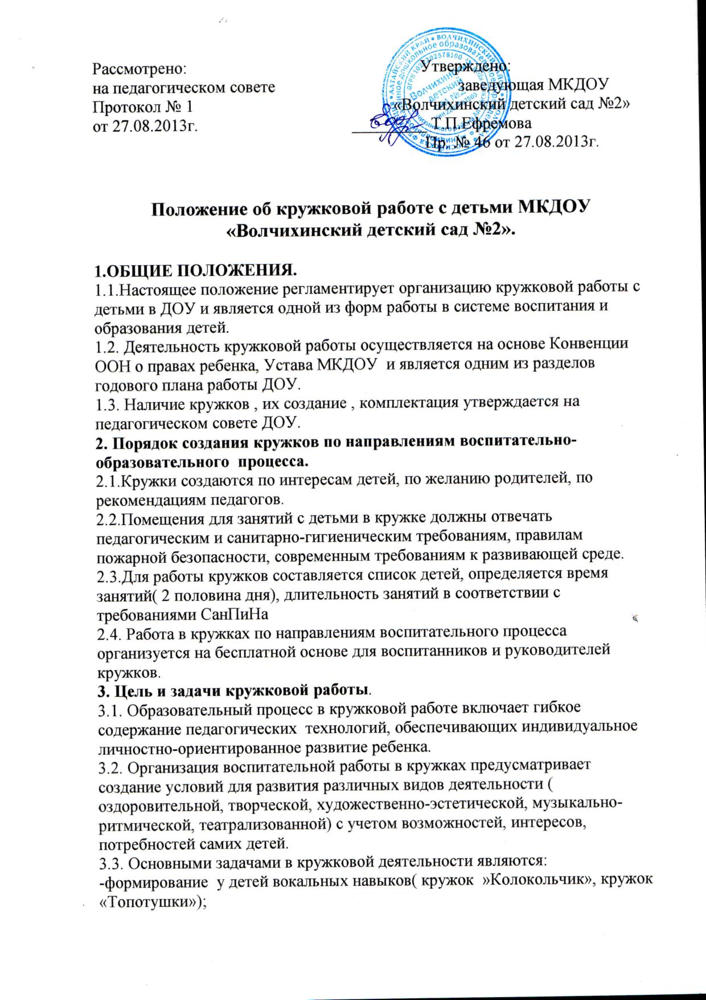 Рассмотрено:
на педагогическом совете
Протокол № 1
от 27.08.2013г.
Утверждено:
заведующая МКДОУ
«Волчихинский детский сад №2»
Т.П.Ефремова
Пр. № 46 от 27.08.2013г.
Положение об кружковой работе с детьми МКДОУ
«Волчихинский детский сад №2».
1.ОБЩИЕ ПОЛОЖЕНИЯ.
1.1.Настоящее положение регламентирует организацию кружковой работы с
детьми в ДОУ и является одной из форм работы в системе воспитания и
образования детей.
1.2. Деятельность кружковой работы осуществляется на основе Конвенции
ООН о правах ребенка, Устава МКДОУ  и является одним из разделов
годового плана работы ДОУ.
1.3. Наличие кружков , их создание , комплектация утверждается на
педагогическом совете ДОУ.
2. Порядок создания кружков по направлениям воспитательно-
образовательного  процесса.
2.1.Кружки создаются по интересам детей, по желанию родителей, по
рекомендациям педагогов.
2.2.Помещения для занятий с детьми в кружке должны отвечать
педагогическим и санитарно-гигиеническим требованиям, правилам
пожарной безопасности, современным требованиям к развивающей среде.
2.3.Для работы кружков составляется список детей, определяется время
занятий( 2 половина дня), длительность занятий в соответствии с
требованиями СанПиНа
2.4. Работа в кружках по направлениям воспитательного процесса
организуется на бесплатной основе для воспитанников и руководителей
кружков.
3. Цель и задачи кружковой работы.
3.1. Образовательный процесс в кружковой работе включает гибкое
содержание педагогических  технологий, обеспечивающих индивидуальное
личностно-ориентированное развитие ребенка.
3.2. Организация воспитательной работы в кружках предусматривает
создание условий для развития различных видов деятельности (
оздоровительной, творческой, художественно-эстетической, музыкально-
ритмической, театрализованной) с учетом возможностей, интересов,
потребностей самих детей.
3.3. Основными задачами в кружковой деятельности являются:
-формирование  у детей вокальных навыков( кружок  »Колокольчик», кружок
«Топотушки»);